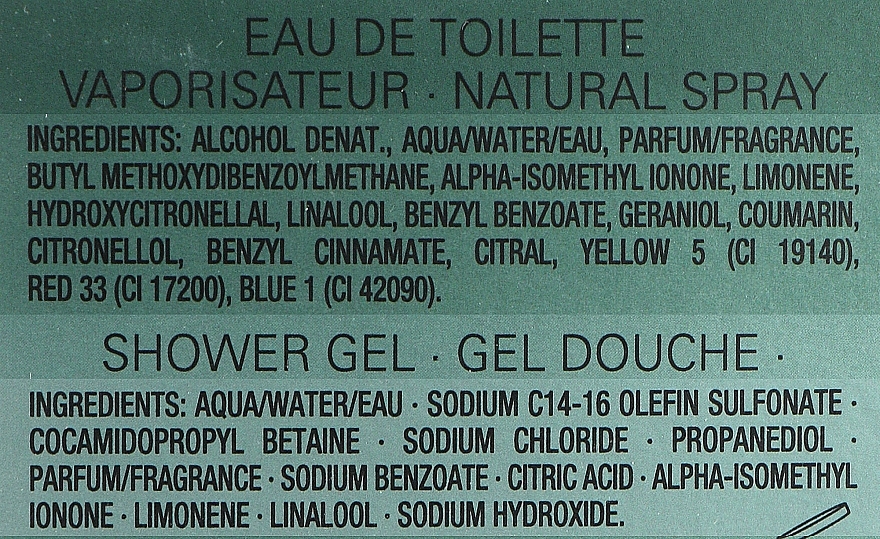 EAU DE TOILETTE
VAPORISATEUR · NATURAL SPRAY
INGREDIENTS: ALCOHOL DENAT., AQUA/WATER/EAU, PARFUM/FRAGRANCE,
BUTYL METHOXYDIBENZOYLMETHANE, ALPHA-ISOMETHYL IONONE, LIMONENE,
HYDROXYCITRONELLAL, LINALOOL, BENZYL BENZOATE, GERANIOL, COUMARIN,
CITRONELLOL, BENZYL CINNAMATE, CITRAL, YELLOW 5 (CI 19140),
RED 33 (CI 17200), BLUE 1 (CI 42090).
SHOWER GEL · GEL DOUCHE ·
INGREDIENTS: AQUA/WATER/EAU · SODIUM C14-16 OLEFIN SULFONATE ·
COCAMIDOPROPYL BETAINE · SODIUM CHLORIDE · PROPANEDIOL ·
PARFUM/FRAGRANCE · SODIUM BENZOATE · CITRIC ACID · ALPHA-ISOMETHYL
IONONE · LIMONENE · LINALOOL · SODIUM HYDROXIDE.